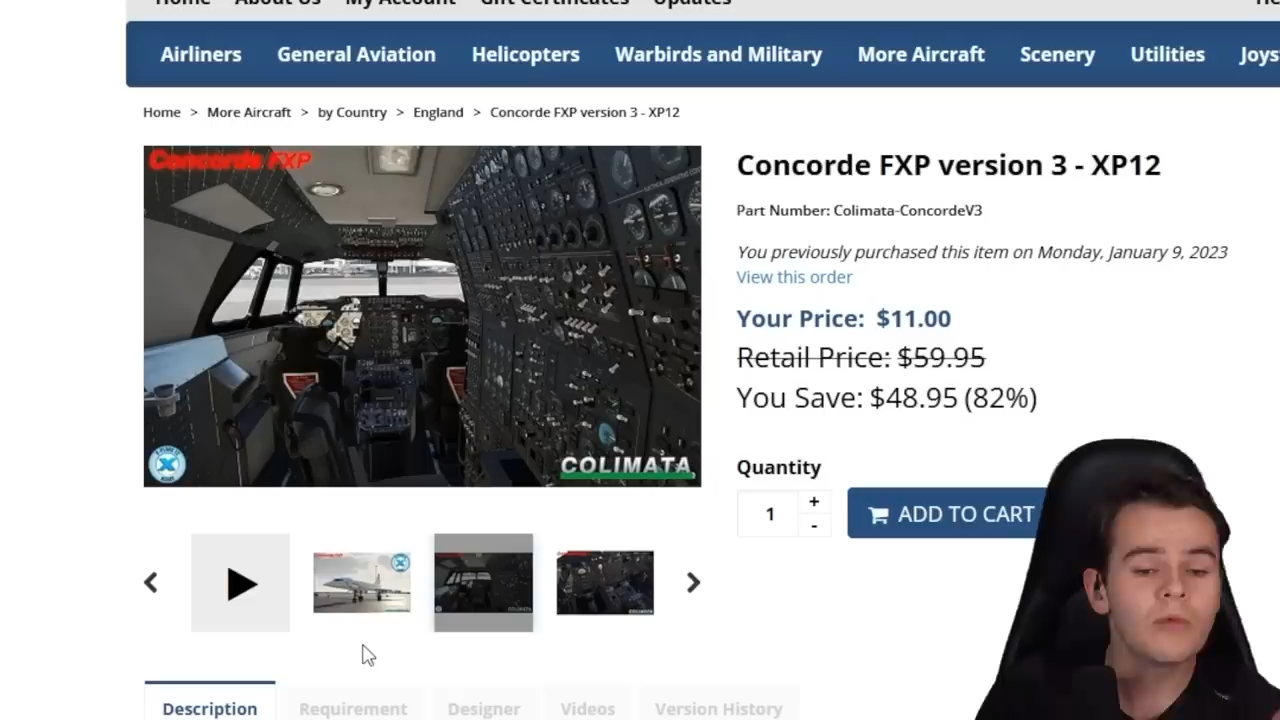 Home About Us My Account Gift Certificates Updates
Airliners General Aviation Helicopters Warbirds and Military More Aircraft Scenery Utilities Joys
Home > More Aircraft > by Country > England > Concorde FXP version 3 - XP12
Concorde FXP
COLIMATA
Concorde FXP version 3 - XP12
Part Number: Colimata-ConcordeV3
You previously purchased this item on Monday, January 9, 2023
View this order
Your Price: $11.00
Retail Price: $59.95
You Save: $48.95 (82%)
Quantity
1 + -
ADD TO CART
Description Requirement Designer Videos Version History